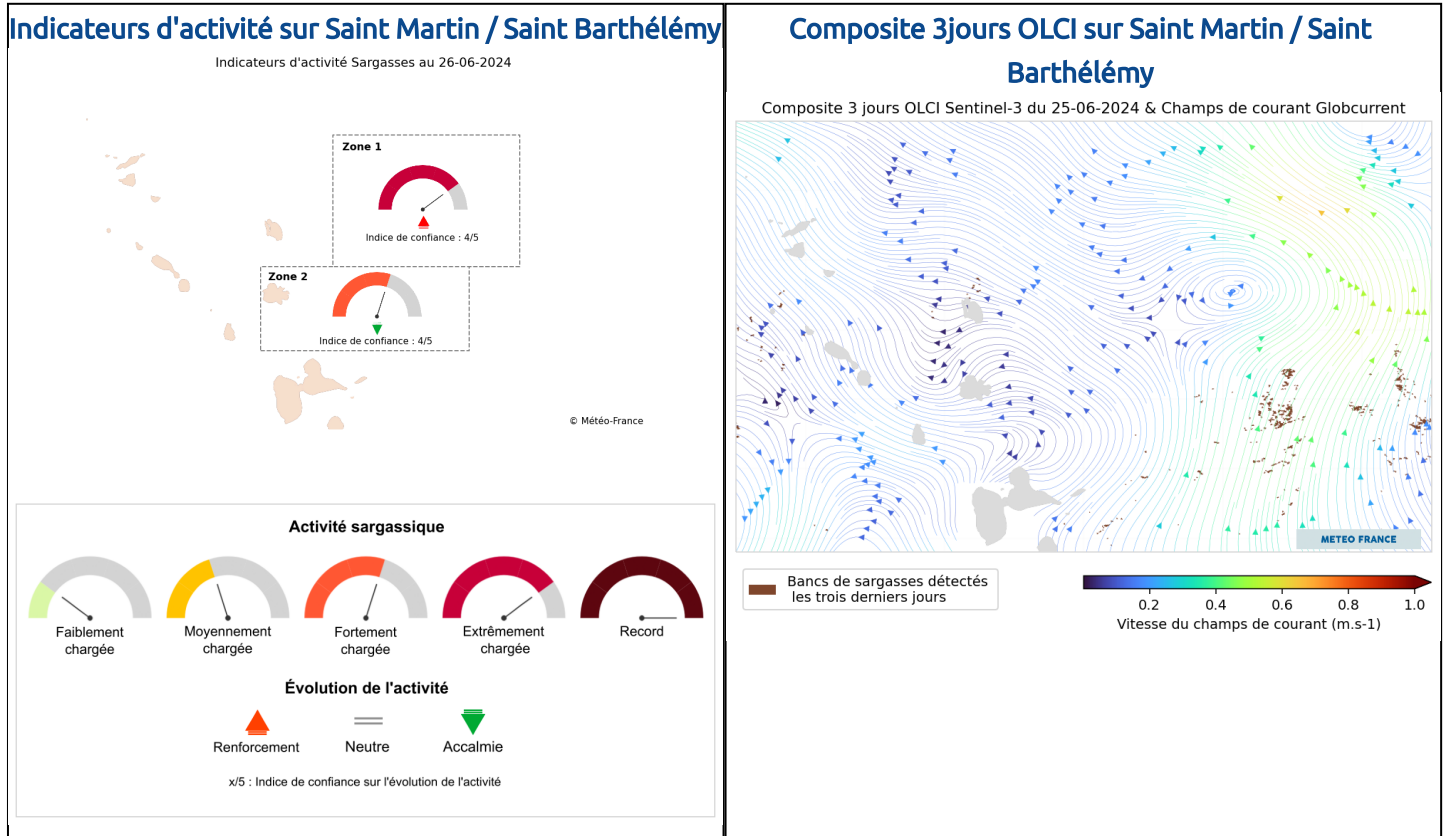 Indicateurs d'activité sur Saint Martin / Saint Barthélémy
Indicateurs d'activité Sargasses au 26-06-2024
Zone 1
Indice de confiance : 4/5
Zone 2
Indice de confiance : 4/5
© Météo-France
Activité sargassique
Faiblement
chargée
Moyennement
chargée
Fortement
chargée
Extrêmement
chargée
Record
Évolution de l'activité
Renforcement
Neutre
Accalmie
x/5 : Indice de confiance sur l'évolution de l'activité
Composite 3jours OLCI sur Saint Martin / Saint
Barthélémy
Composite 3 jours OLCI Sentinel-3 du 25-06-2024 & Champs de courant Globcurrent
METEO FRANCE
Bancs de sargasses détectés
les trois derniers jours
0.2 0.4 0.6 0.8 1.0
Vitesse du champs de courant (m.s-1)